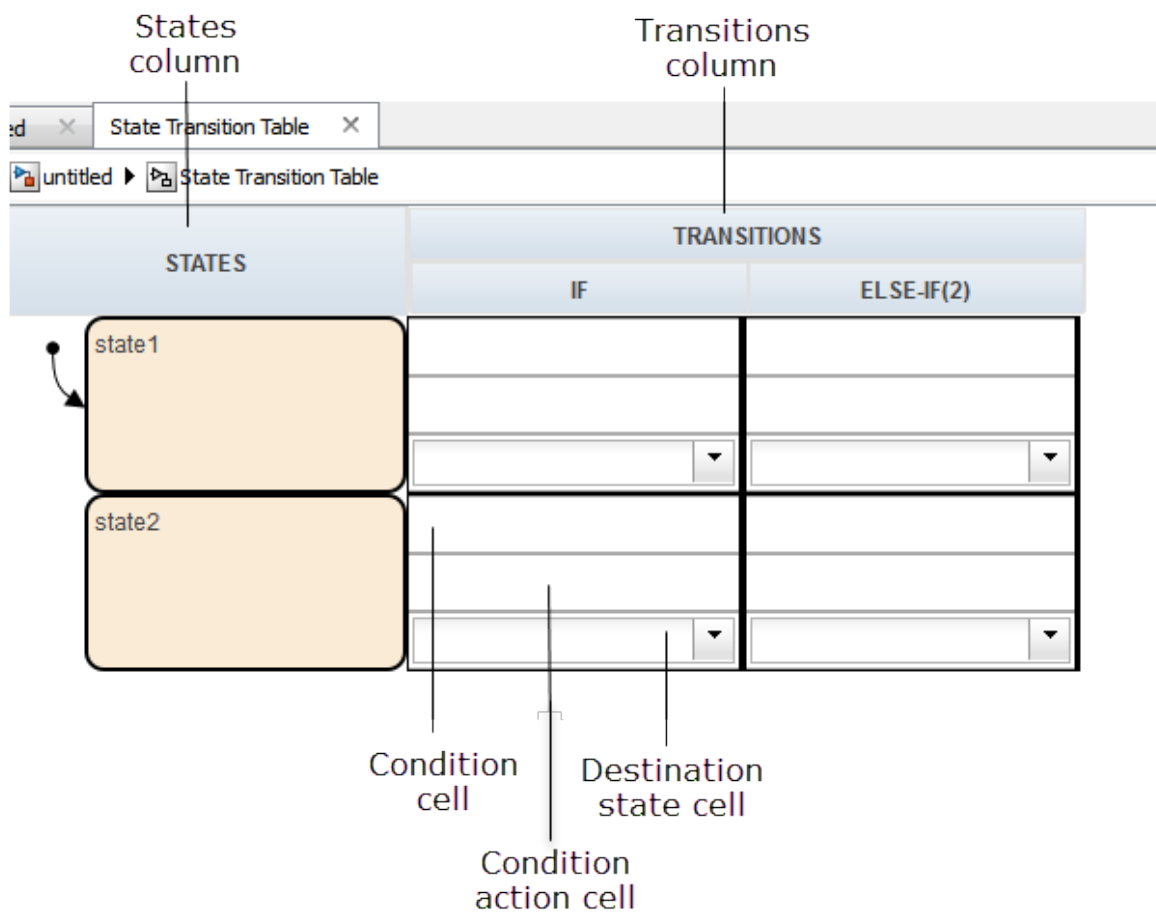 States
column
Transitions
column
ed
State Transition Table
untitled
State Transition Table
STATES
TRANSITIONS
IF
ELSE-IF(2)
state1
state2
Condition
cell
Destination
state cell
Condition
action cell